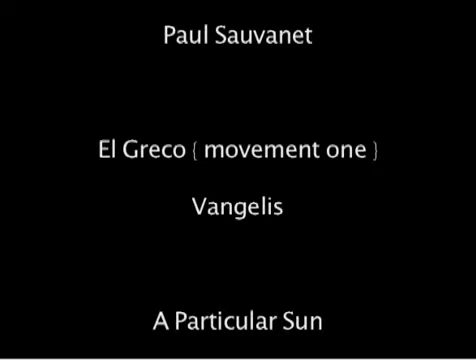 Paul Sauvanet
El Greco { movement one }
Vangelis
A Particular Sun